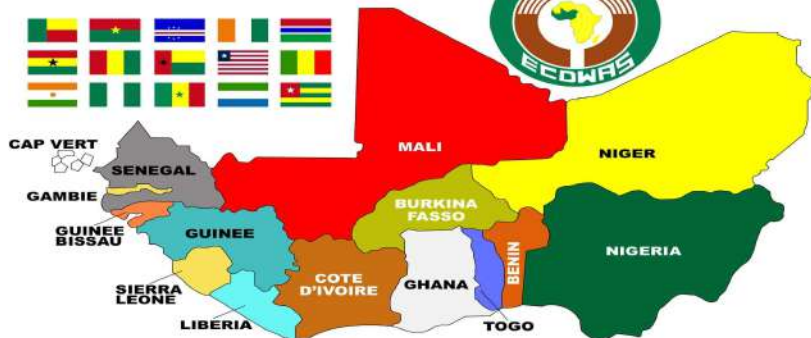 ECOWAS
MALI
NIGER
CAP VERT
SENEGAL
GAMBIE
BURKINA
FASSO
GUINEE
BISSAU
GUINEE
NIGERIA
BENIN
COTE
D'IVOIRE
GHANA
SIERRA
LEONE
LIBERIA
TOGO